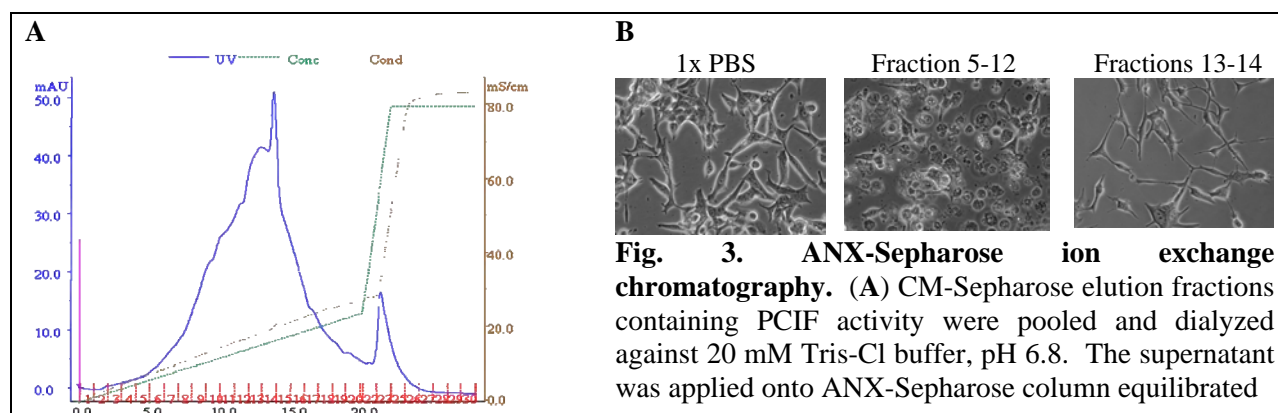 A
UV Conc Cond
mAU
mS/cm
50.0
40.0
30.0
20.0
10.0
0.0
80.0
60.0
40.0
20.0
0.0
0.0 5.0 10.0 15.0 20.0
B
1x PBS Fraction 5-12 Fractions 13-14
Fig. 3. ANX-Sepharose ion exchange
chromatography. (A) CM-Sepharose elution fractions
containing PCIF activity were pooled and dialyzed
against 20 mM Tris-Cl buffer, pH 6.8. The supernatant
was applied onto ANX-Sepharose column equilibrated